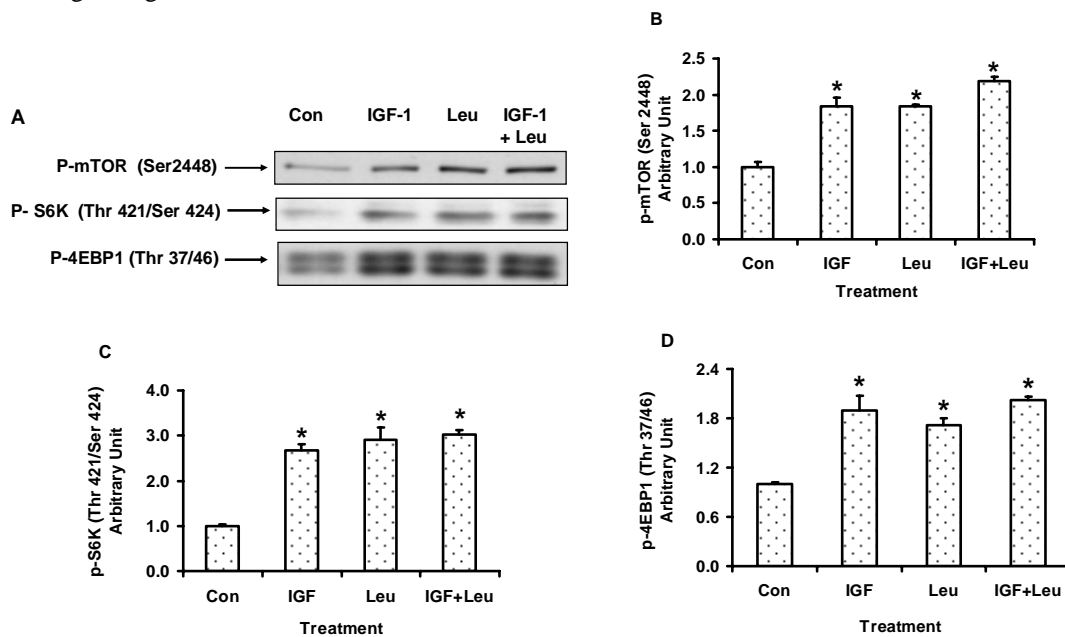 A
Con IGF-1 Leu IGF-1
+ Leu
P-mTOR (Ser2448)
P- S6K (Thr 421/Ser 424)
P-4EBP1 (Thr 37/46)
B
p-mTOR (Ser 2448)
Arbitrary Unit
2.5
2.0
1.5
1.0
0.5
0.0
* * *
Con IGF Leu IGF+Leu
Treatment
C
p-S6K (Thr 421/Ser 424)
Arbitrary Unit
4.0
3.0
2.0
1.0
0.0
* * *
Con IGF Leu IGF+Leu
Treatment
D
p-4EBP1 (Thr 37/46)
Arbitrary Unit
2.4
1.8
1.2
0.6
0.0
* * *
Con IGF Leu IGF+Leu
Treatment